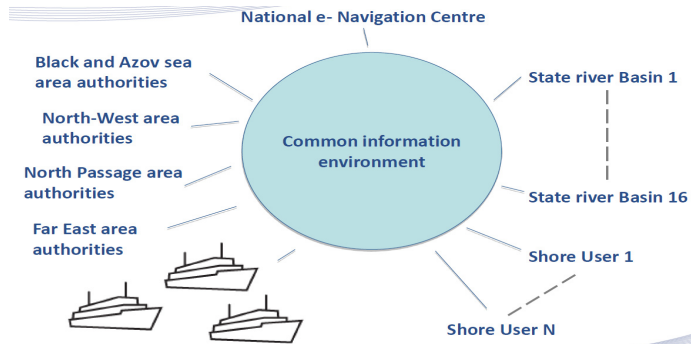 National e- Navigation Centre
Black and Azov sea
area authorities
North-West area
authorities
North Passage area
authorities
Far East area
authorities
Common information
environment
State river Basin 1
State river Basin 16
Shore User 1
Shore User N